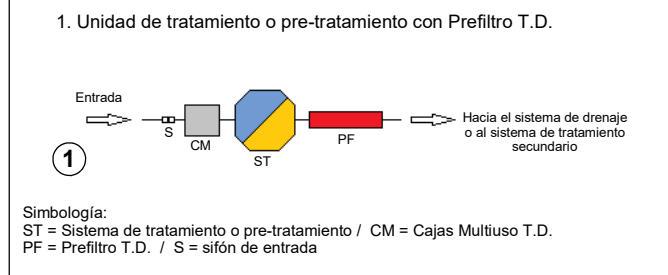 1. Unidad de tratamiento o pre-tratamiento con Prefiltro T.D.
Entrada
S
CM
ST
PF
Hacia el sistema de drenaje
o al sistema de tratamiento
secundario
1
Simbología:
ST = Sistema de tratamiento o pre-tratamiento / CM = Cajas Multiuso T.D.
PF = Prefiltro T.D. / S = sifón de entrada